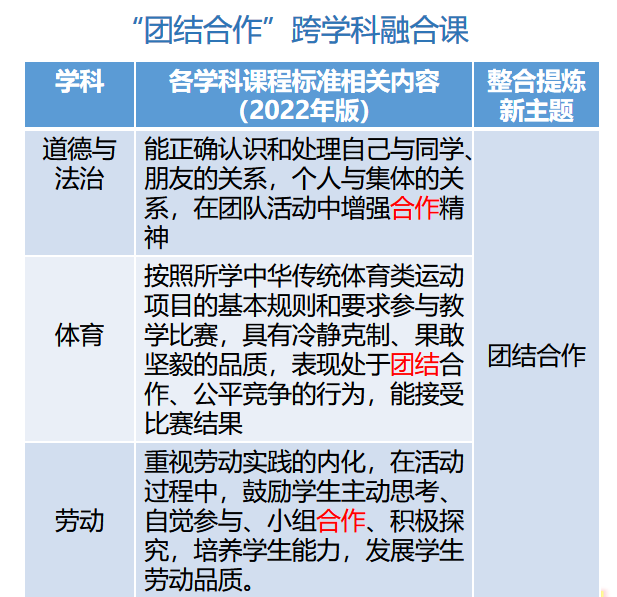 “团结合作”跨学科融合课
学科
各学科课程标准相关内容
（2022年版）
整合提炼
新主题
道德与
法治
能正确认识和处理自己与同学、
朋友的关系，个人与集体的关
系，在团队活动中增强合作精
神
体育
按照所学中华传统体育类运动
项目的基本规则和要求参与教
学比赛，具有冷静克制、果敢
坚毅的品质，表现处于团结合
作、公平竞争的行为，能接受
比赛结果
劳动
重视劳动实践的内化，在活动
过程中，鼓励学生主动思考、
自觉参与、小组合作、积极探
究，培养学生能力，发展学生
劳动品质。
团结合作